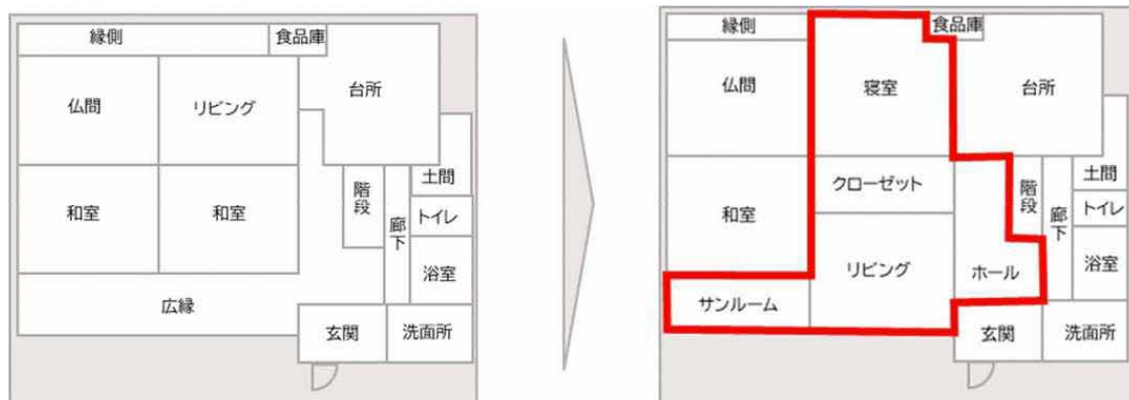 縁側
食品庫
台所
仏間
リビング
土間
階段
和室
和室
廊下
トイレ
浴室
広縁
玄関
洗面所
縁側
食品庫
仏間
寝室
台所
クローゼット
階段
土間
和室
廊下
トイレ
リビング
ホール
浴室
サンルーム
玄関
洗面所